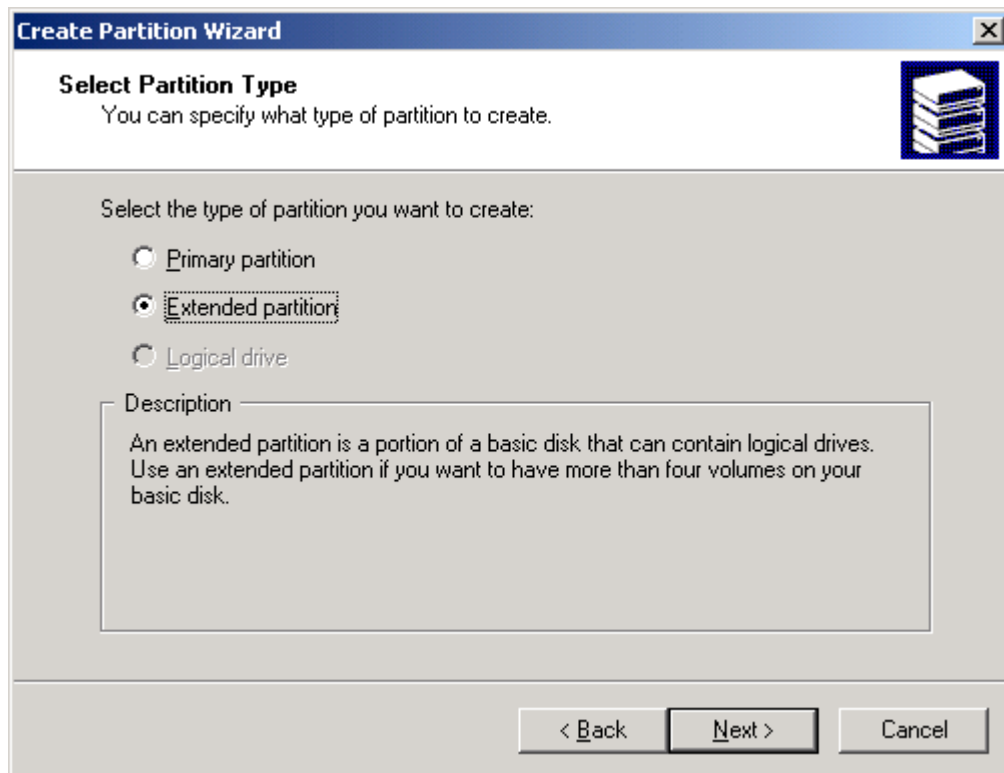 Create Partition Wizard
Select Partition Type
You can specify what type of partition to create.
Select the type of partition you want to create:
Primary partition
Extended partition
Logical drive
Description
An extended partition is a portion of a basic disk that can contain logical drives.
Use an extended partition if you want to have more than four volumes on your
basic disk.
< Back
Next >
Cancel